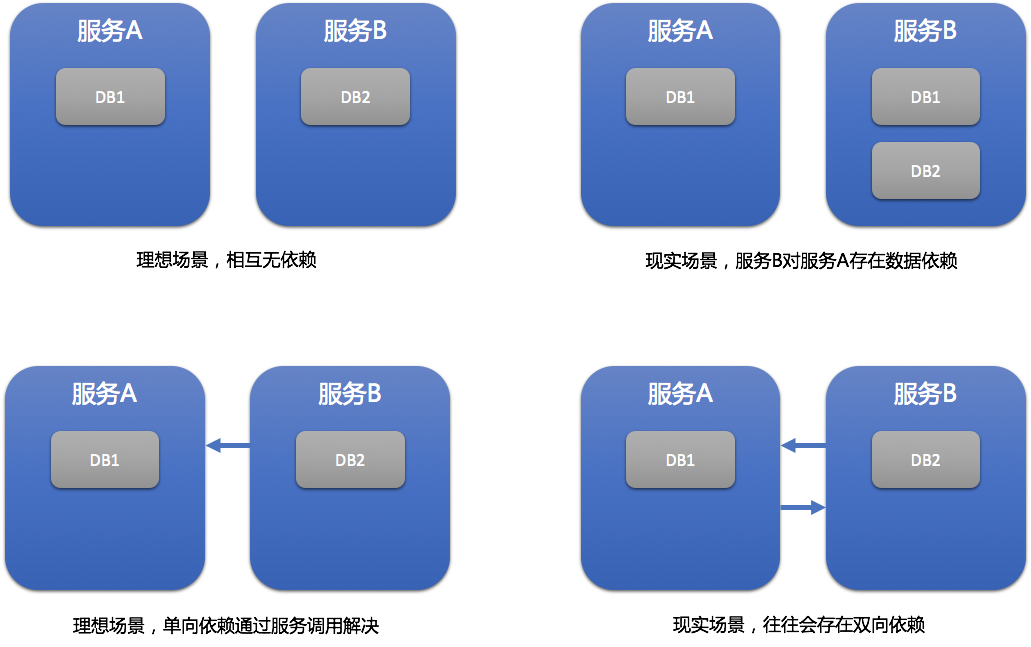 服务A
DB1
服务B
DB2
理想场景，相互无依赖
服务A
DB1
服务B
DB1
DB2
现实场景，服务B对服务A存在数据依赖
服务A
DB1
服务B
DB2
理想场景，单向依赖通过服务调用解决
服务A
DB1
服务B
DB2
现实场景，往往会存在双向依赖